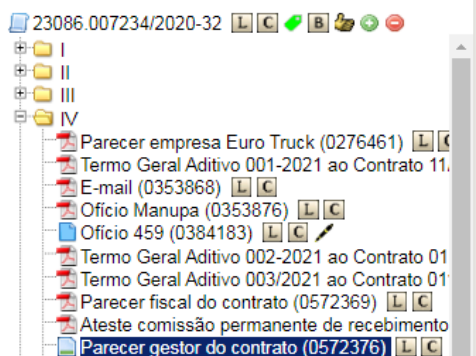 23086.007234/2020-32 L C B
I
II
III
IV
Parecer empresa Euro Truck (0276461) L C
Termo Geral Aditivo 001-2021 ao Contrato 11
E-mail (0353868) L C
Ofício Manupa (0353876) L C
Ofício 459 (0384183) L C
Termo Geral Aditivo 002-2021 ao Contrato 01
Termo Geral Aditivo 003/2021 ao Contrato 01
Parecer fiscal do contrato (0572369) L C
Ateste comissão permanente de recebimento
Parecer gestor do contrato (0572376) L C